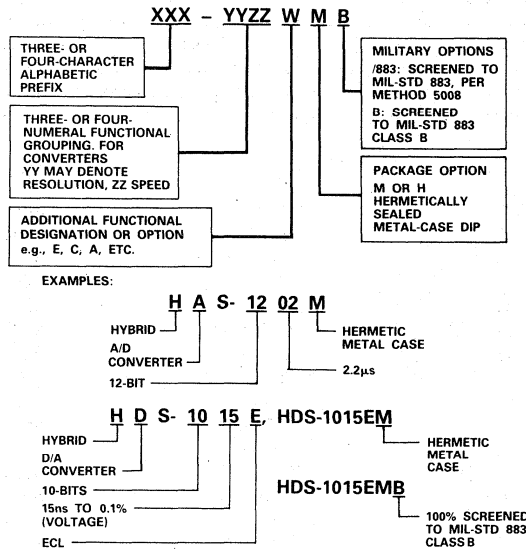 XXX – YYZZ W M B
THREE- OR
FOUR-CHARACTER
ALPHABETIC
PREFIX
THREE- OR FOUR-
NUMERAL FUNCTIONAL
GROUPING. FOR
CONVERTERS
YY MAY DENOTE
RESOLUTION, ZZ SPEED
ADDITIONAL FUNCTIONAL
DESIGNATION OR OPTION
e.g., E, C, A, ETC.
MILITARY OPTIONS
/883: SCREENED TO
MIL-STD 883, PER
METHOD 5008
B: SCREENED
TO MIL-STD 883
CLASS B
PACKAGE OPTION
M OR H
HERMETICALLY
SEALED
METAL-CASE DIP
EXAMPLES:
H A S- 12 02 M
HYBRID
A/D
CONVERTER
12-BIT
HERMETIC
METAL CASE
2.2µs
H D S- 10 15 E, HDS-1015EM
HYBRID
D/A
CONVERTER
10-BITS
15ns TO 0.1%
(VOLTAGE)
ECL
HERMETIC
METAL
CASE
HDS-1015EMB
100% SCREENED
TO MIL-STD 883
CLASS B